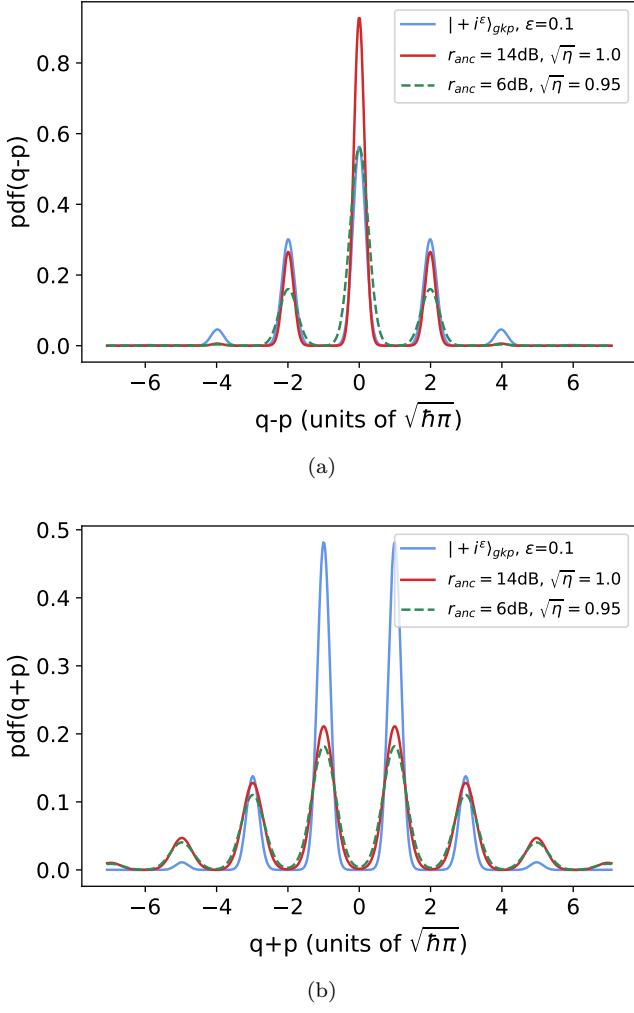 | + i^ε⟩_gkp, ε=0.1
r_anc = 14dB, √η = 1.0
r_anc = 6dB, √η = 0.95
0.8
0.6
0.4
0.2
0.0
pdf(q-p)
−6 −4 −2 0 2 4 6
q-p (units of √ħπ)
(a)
| + i^ε⟩_gkp, ε=0.1
r_anc = 14dB, √η = 1.0
r_anc = 6dB, √η = 0.95
0.5
0.4
0.3
0.2
0.1
0.0
pdf(q+p)
−6 −4 −2 0 2 4 6
q+p (units of √ħπ)
(b)